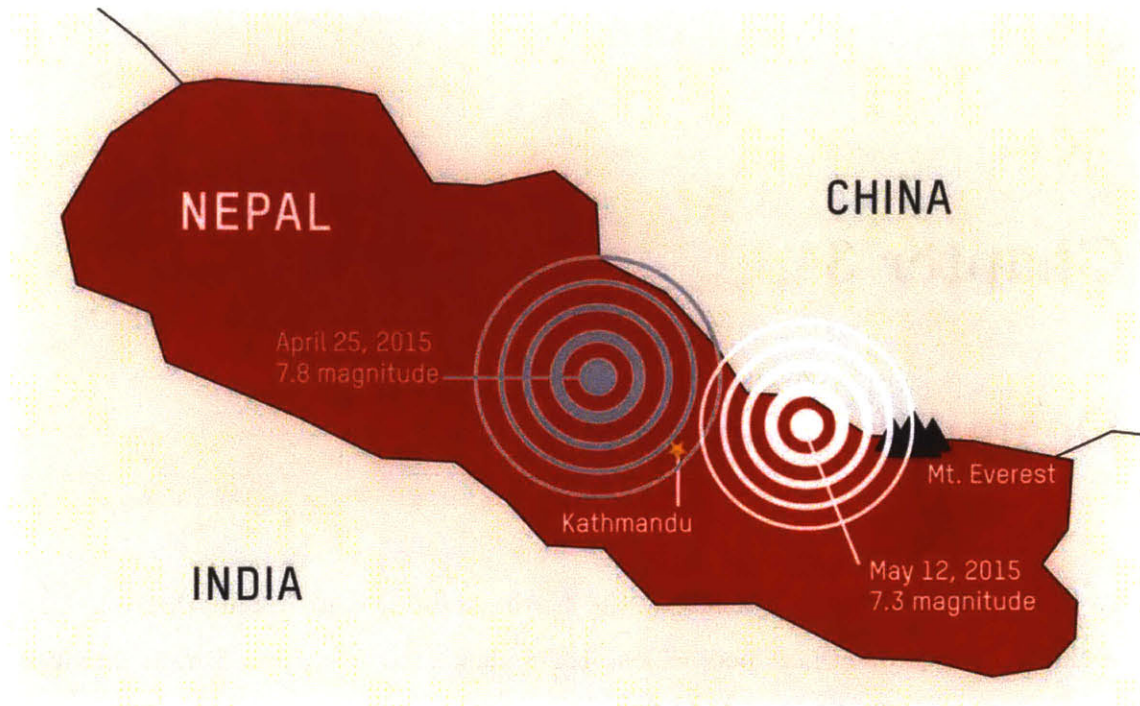 NEPAL
CHINA
April 25, 2015
7.8 magnitude
Mt. Everest
Kathmandu
May 12, 2015
7.3 magnitude
INDIA